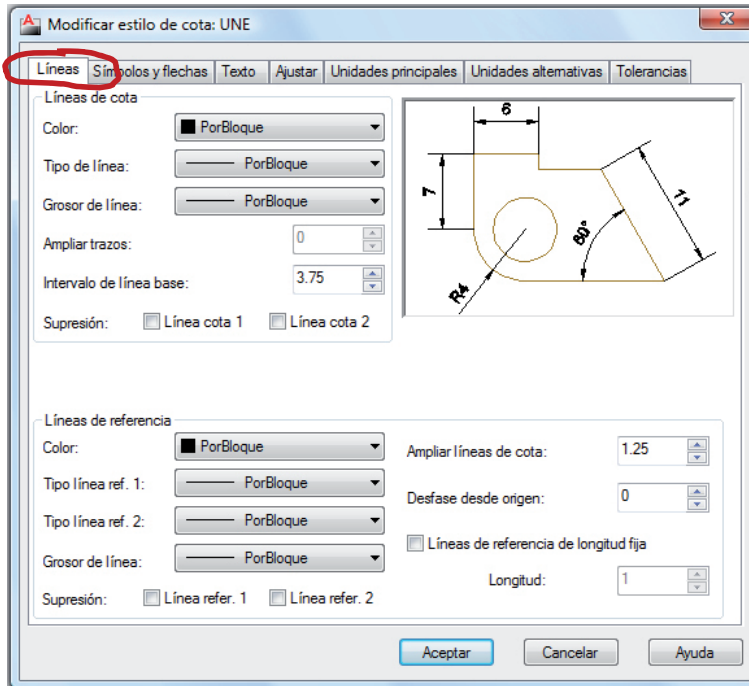 Modificar estilo de cota: UNE
Líneas Símbolos y flechas Texto Ajustar Unidades principales Unidades alternativas Tolerancias
Líneas de cota
Color: PorBloque
Tipo de línea: PorBloque
Grosor de línea: PorBloque
Ampliar trazos: 0
Intervalo de línea base: 3.75
Supresión: Línea cota 1 Línea cota 2
6
7
11
60°
R4
Líneas de referencia
Color: PorBloque
Tipo línea ref. 1: PorBloque
Tipo línea ref. 2: PorBloque
Grosor de línea: PorBloque
Supresión: Línea refer. 1 Línea refer. 2
Ampliar líneas de cota: 1.25
Desfase desde origen: 0
Líneas de referencia de longitud fija
Longitud: 1
Aceptar Cancelar Ayuda